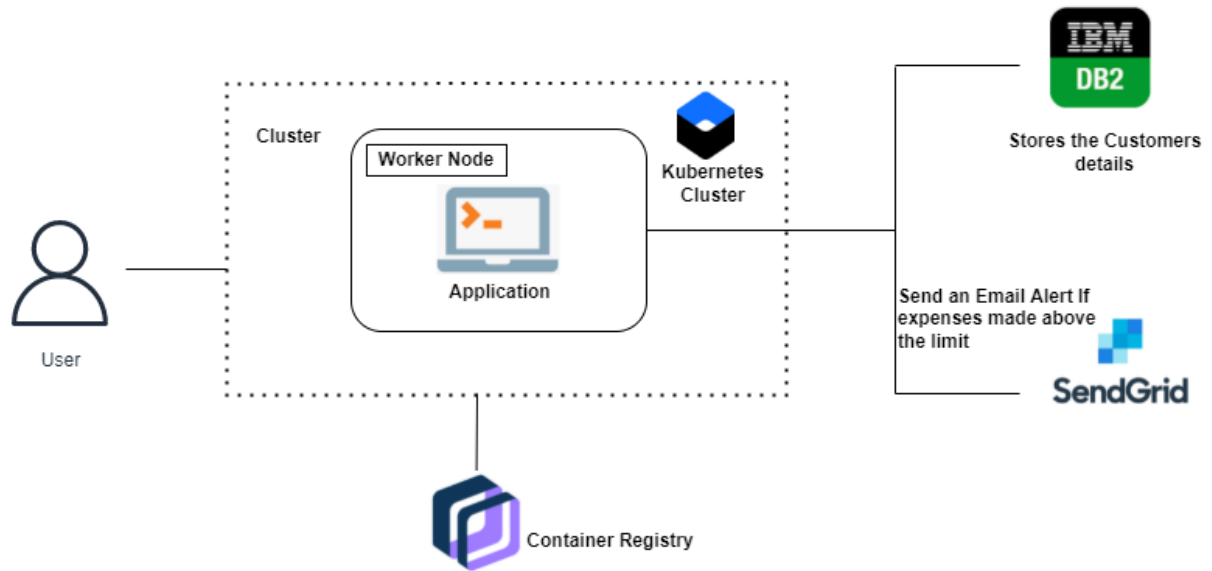 IBM
DB2
Stores the Customers
details
Cluster
Worker Node
Kubernetes
Cluster
Application
User
Send an Email Alert If
expenses made above
the limit
SendGrid
Container Registry